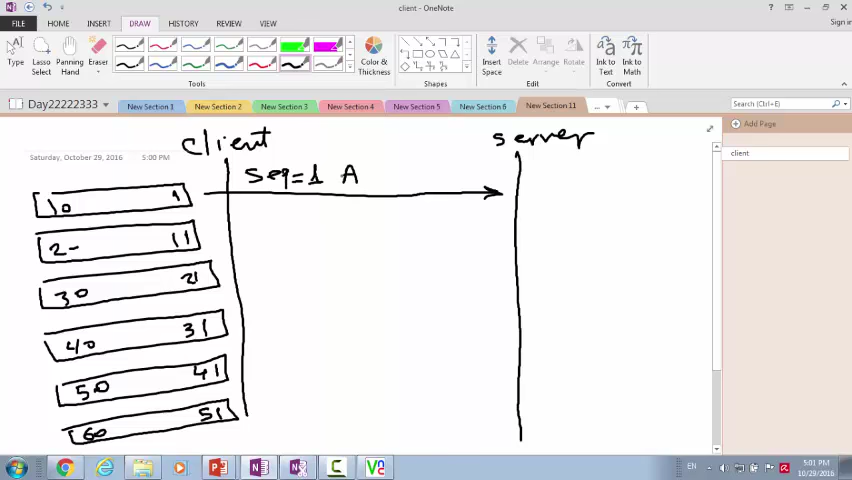 client - OneNote
FILE HOME INSERT DRAW HISTORY REVIEW VIEW
Sign in
Type Lasso Select Panning Hand Eraser Color & Thickness Insert Space Delete Arrange Rotate Ink to Text Ink to Math
Tools Shapes Edit Convert
Day22222333 New Section 1 New Section 2 New Section 3 New Section 4 New Section 5 New Section 6 New Section 11 ... Search (Ctrl+E)
Add Page
client
client server
Saturday, October 29, 2016 5:00 PM
Seq=1 A
10 1
20 11
30 21
40 31
50 41
60 51
EN 5:01 PM
10/29/2016